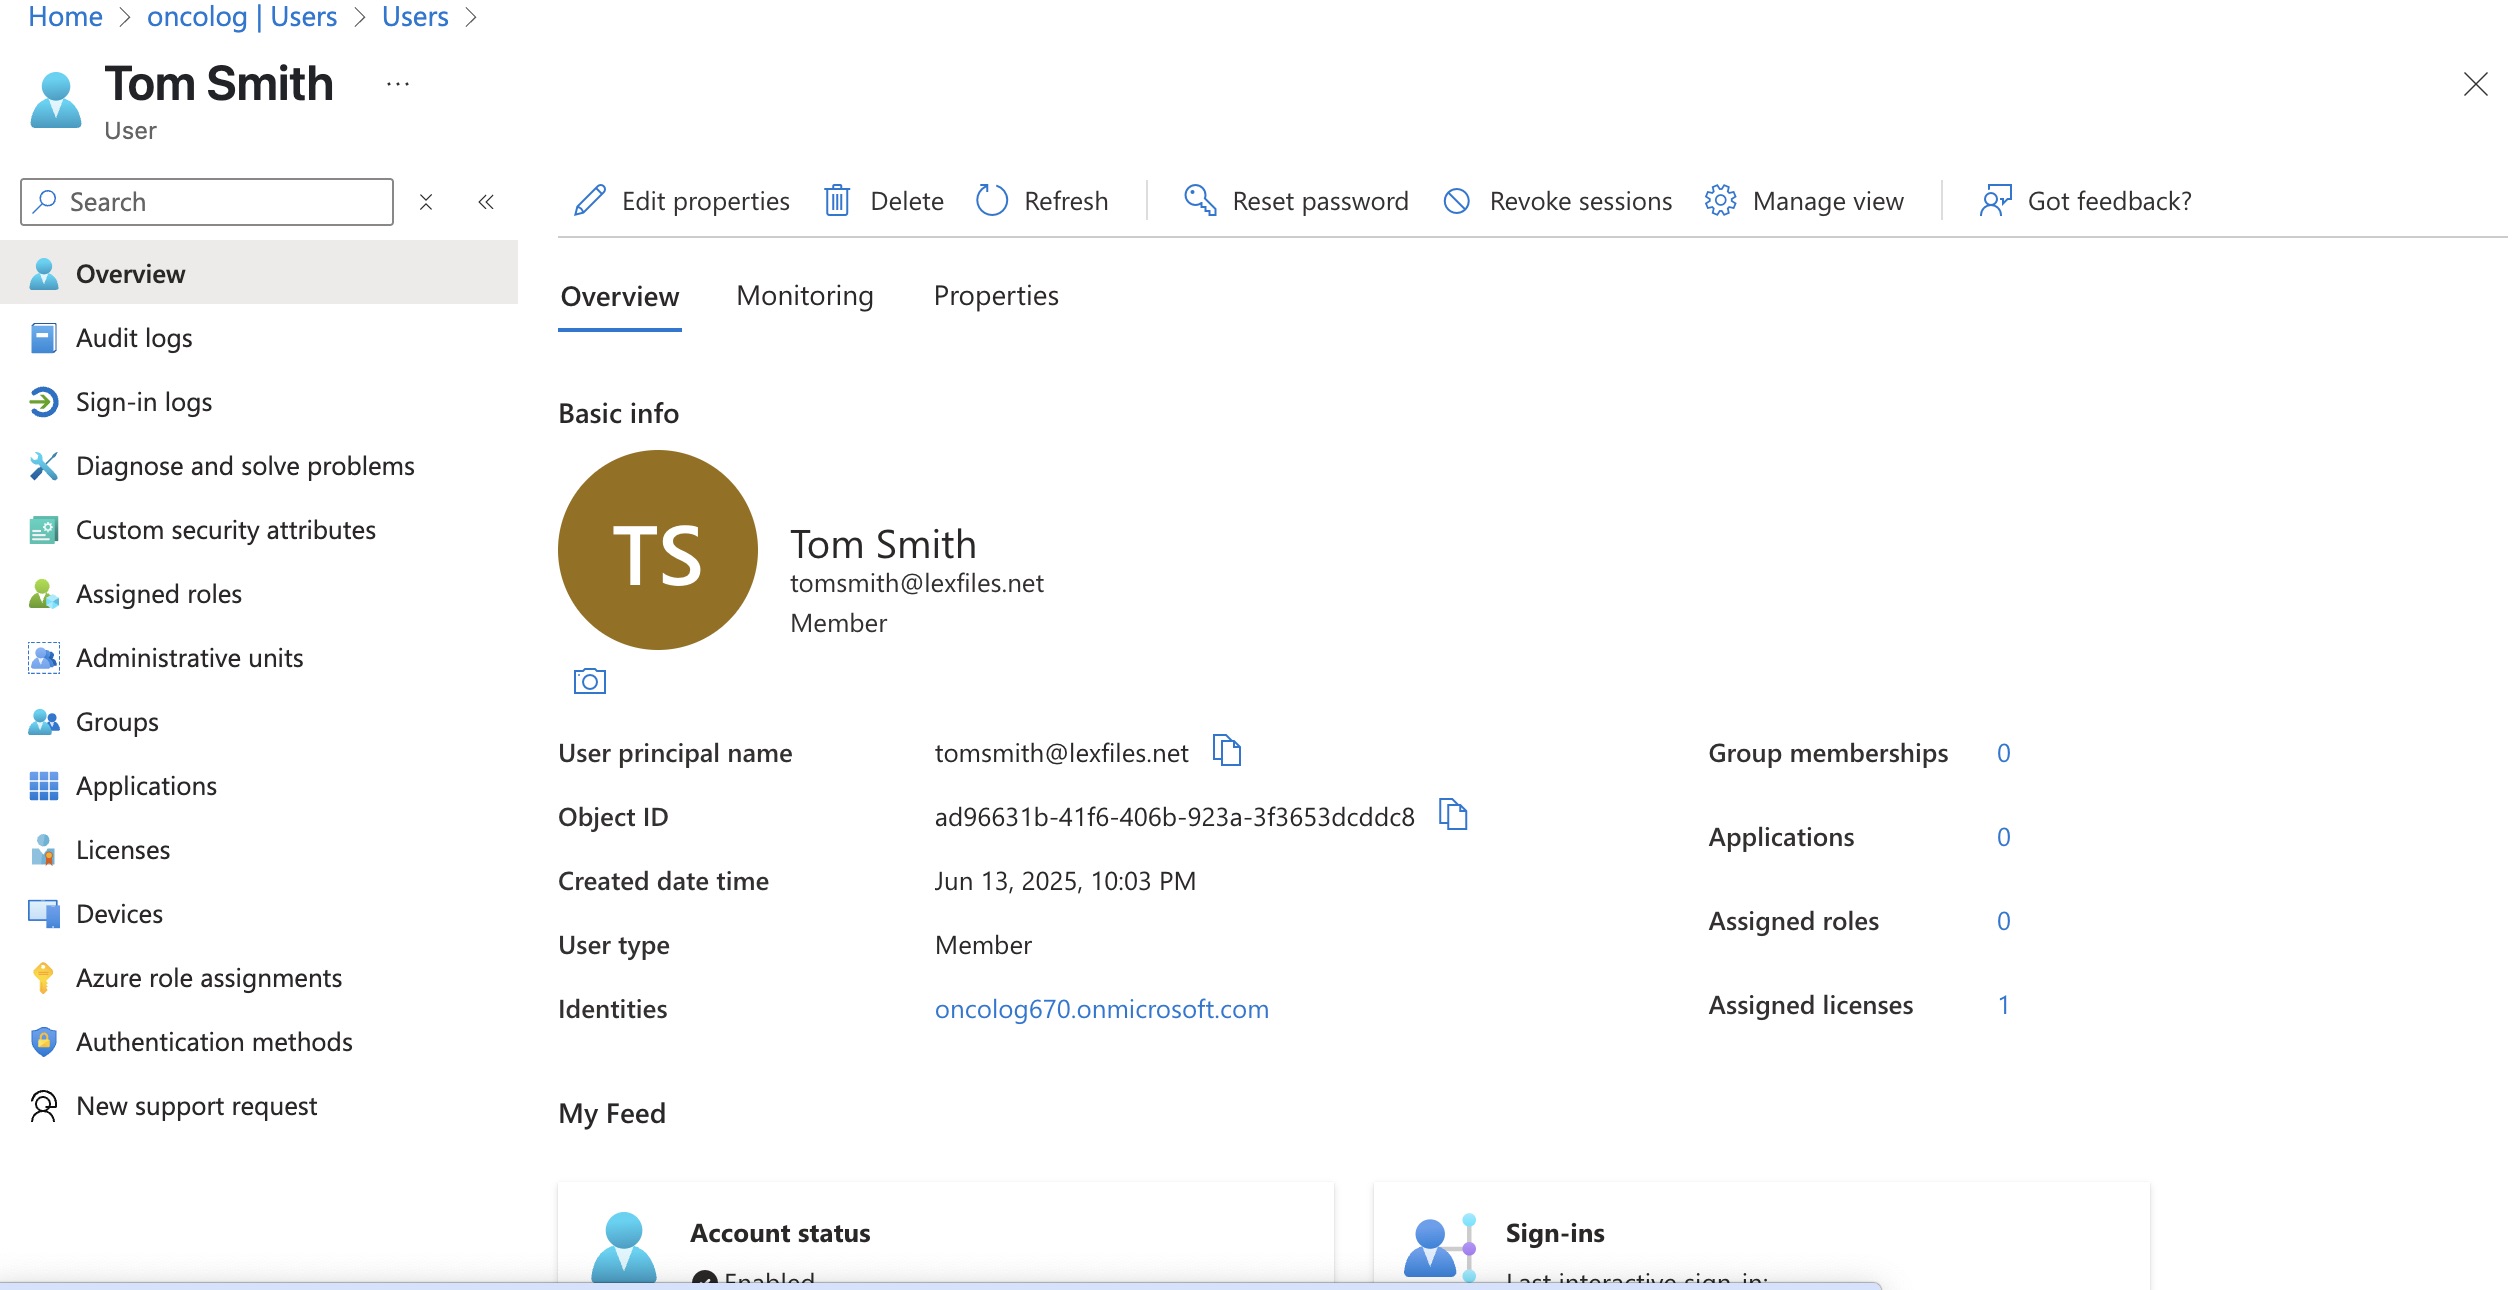 Home > oncolog | Users > Users >
Tom Smith ...
User
Search
Overview
Audit logs
Sign-in logs
Diagnose and solve problems
Custom security attributes
Assigned roles
Administrative units
Groups
Applications
Licenses
Devices
Azure role assignments
Authentication methods
New support request
Edit properties Delete Refresh Reset password Revoke sessions Manage view Got feedback?
Overview Monitoring Properties
Basic info
TS
Tom Smith
tomsmith@lexfiles.net
Member
User principal name tomsmith@lexfiles.net
Object ID ad96631b-41f6-406b-923a-3f3653dcddc8
Created date time Jun 13, 2025, 10:03 PM
User type Member
Identities oncolog670.onmicrosoft.com
Group memberships 0
Applications 0
Assigned roles 0
Assigned licenses 1
My Feed
Account status
Enabled
Sign-ins
Last interactive sign-in: